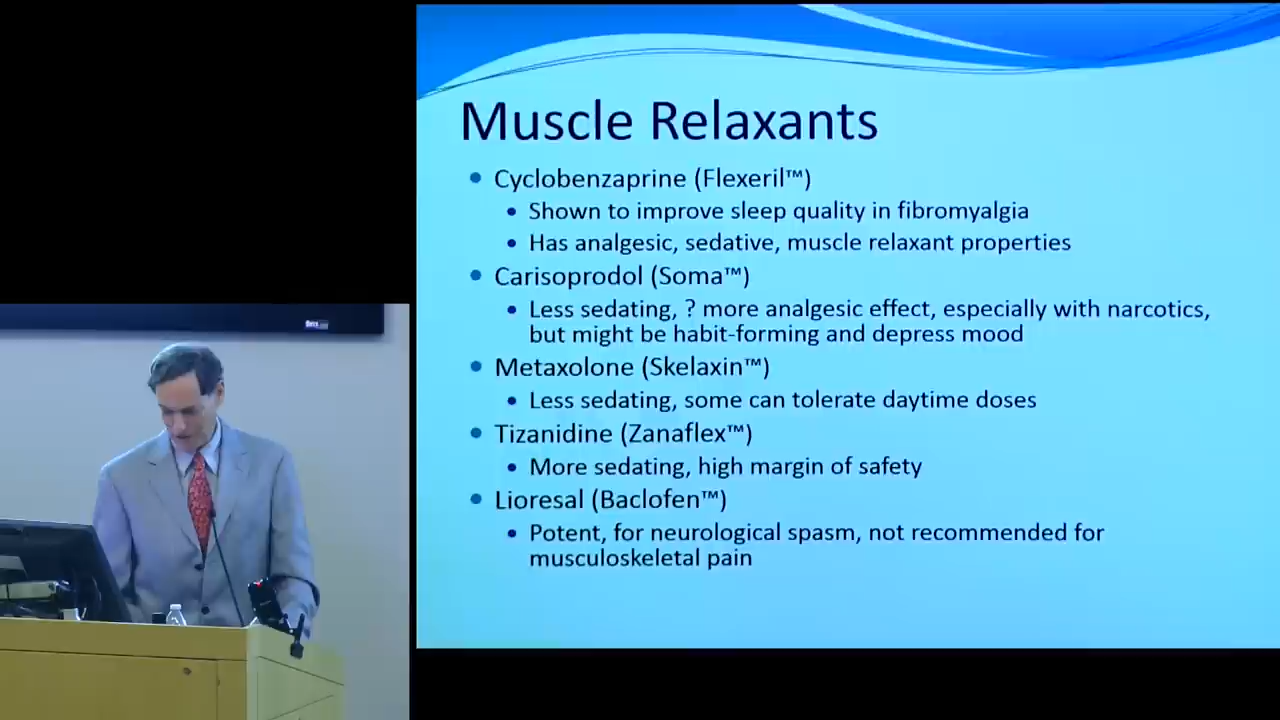 Muscle Relaxants
• Cyclobenzaprine (Flexeril™)
• Shown to improve sleep quality in fibromyalgia
• Has analgesic, sedative, muscle relaxant properties
• Carisoprodol (Soma™)
• Less sedating, ? more analgesic effect, especially with narcotics,
but might be habit-forming and depress mood
• Metaxolone (Skelaxin™)
• Less sedating, some can tolerate daytime doses
• Tizanidine (Zanaflex™)
• More sedating, high margin of safety
• Lioresal (Baclofen™)
• Potent, for neurological spasm, not recommended for
musculoskeletal pain